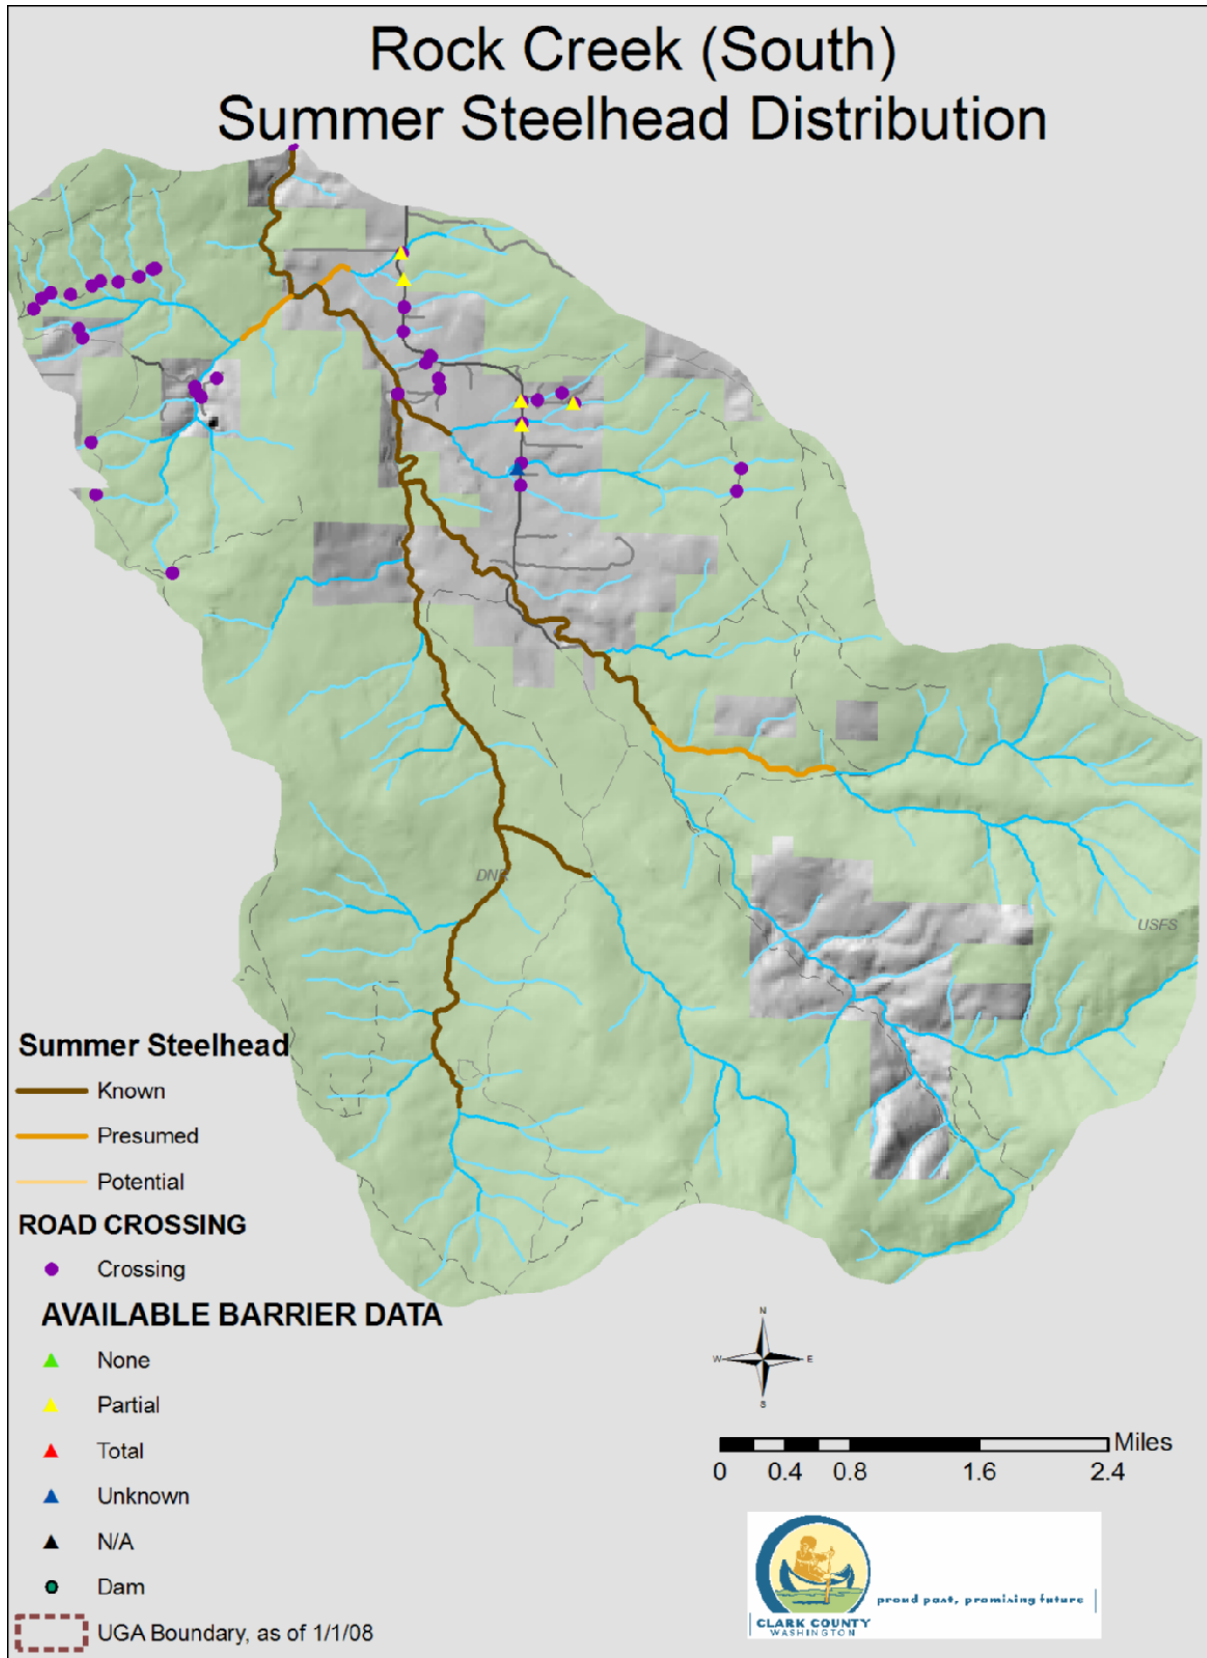 Rock Creek (South)
Summer Steelhead Distribution
DNR
USFS
Summer Steelhead
Known
Presumed
Potential
ROAD CROSSING
Crossing
AVAILABLE BARRIER DATA
None
Partial
Total
Unknown
N/A
Dam
UGA Boundary, as of 1/1/08
N
W E
S
Miles
0 0.4 0.8 1.6 2.4
proud past, promising future
CLARK COUNTY
WASHINGTON